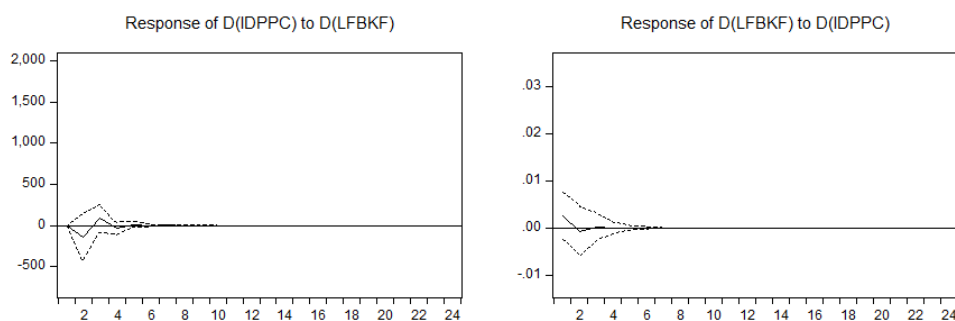 Response of D(IDPPC) to D(LFBKF)
2,000
1,500
1,000
500
0
-500
2 4 6 8 10 12 14 16 18 20 22 24
Response of D(LFBKF) to D(IDPPC)
.03
.02
.01
.00
-.01
2 4 6 8 10 12 14 16 18 20 22 24